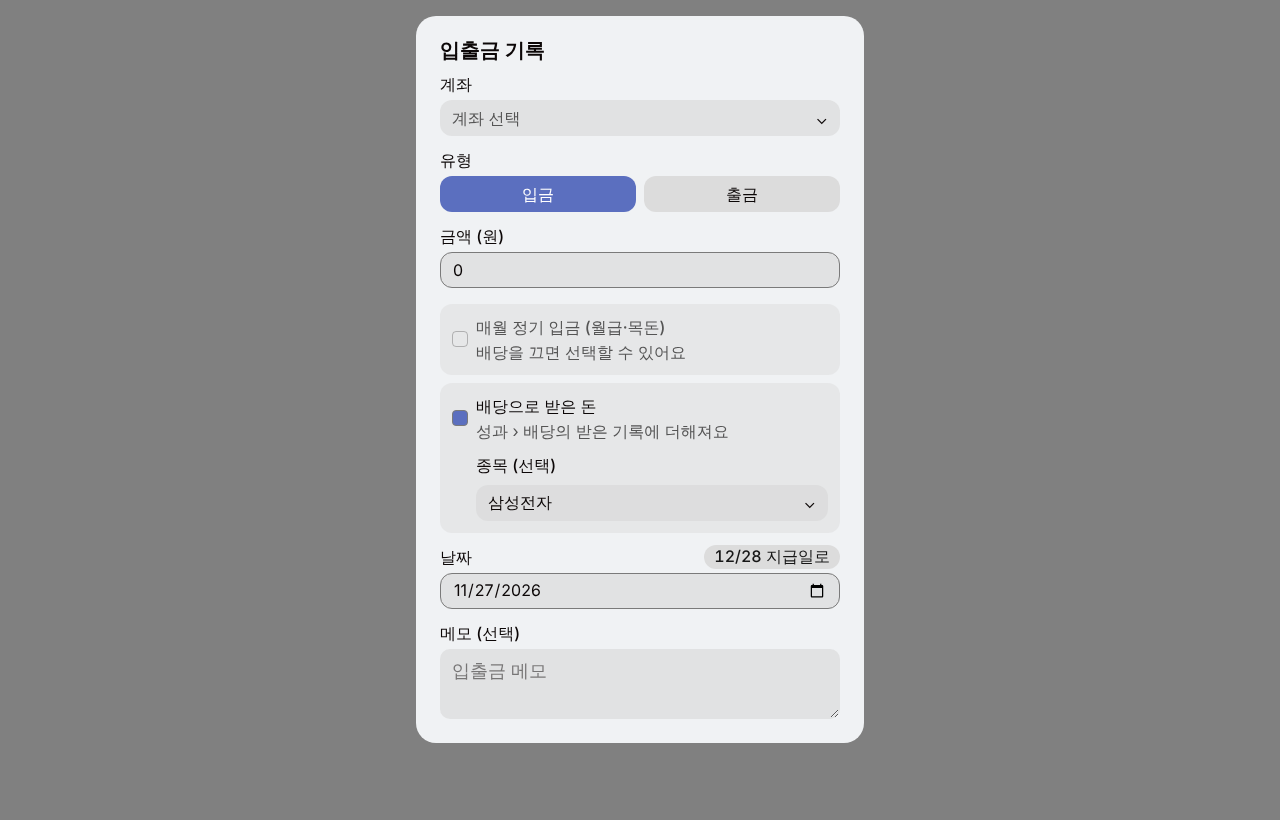 입출금 기록
계좌
계좌 선택
유형
입금
출금
금액 (원)
0
매월 정기 입금 (월급·목돈)
배당을 끄면 선택할 수 있어요
배당으로 받은 돈
성과 › 배당의 받은 기록에 더해져요
종목 (선택)
삼성전자
날짜
12/28 지급일로
11/27/2026
메모 (선택)
입출금 메모